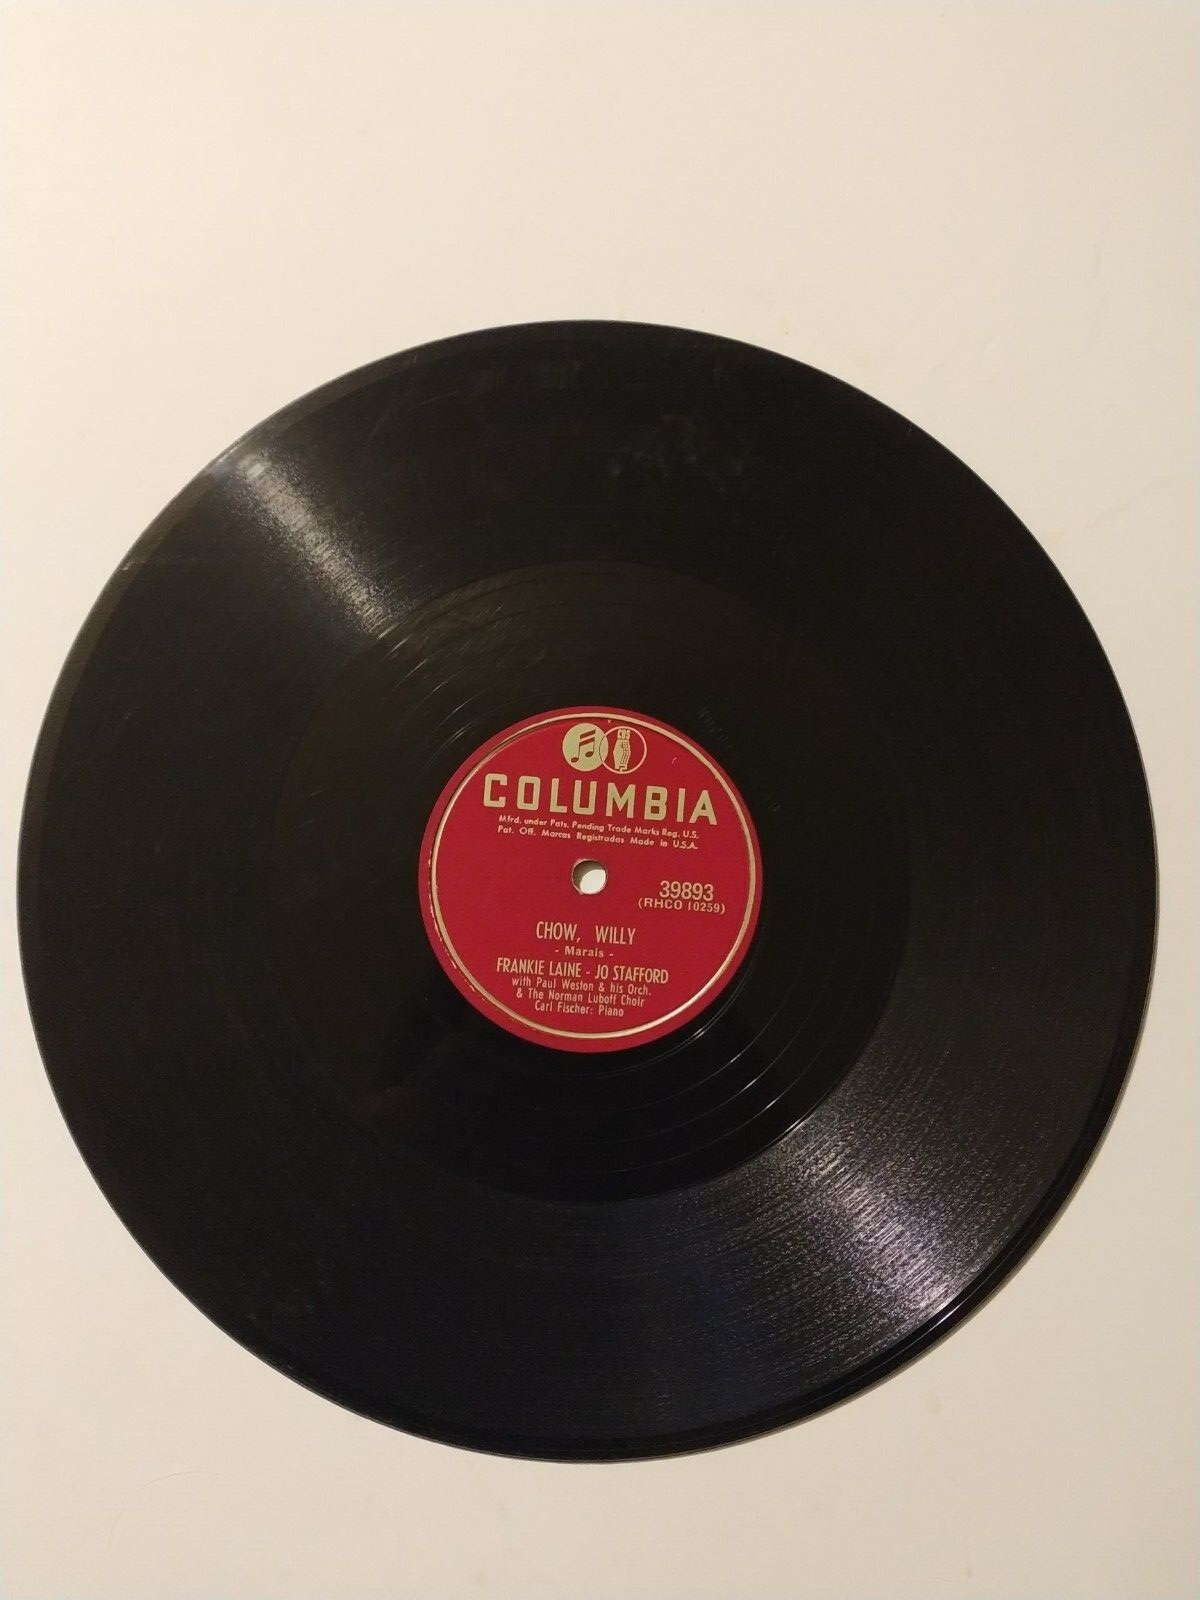 CBS
COLUMBIA
Mfrd. under Pats. Pending Trade Marks Reg. U.S.
Pat. Off. Marcas Registradas Made in U.S.A.
39893
(RHCO 10259)
CHOW, WILLY
- Marais -
FRANKIE LAINE - JO STAFFORD
with Paul Weston & his Orch.
& The Norman Luboff Choir
Carl Fischer: Piano